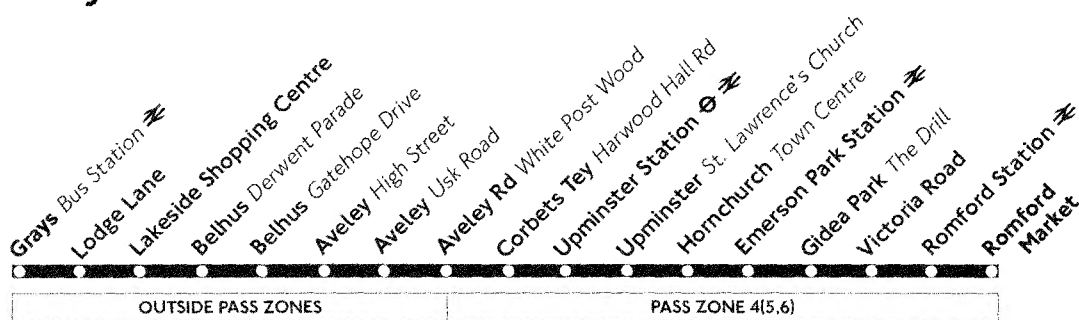 Grays Bus Station
Lodge Lane
Lakeside Shopping Centre
Belhus Derwent Parade
Belhus Gatehope Drive
Aveley High Street
Aveley Usk Road
Aveley Rd White Post Wood
Corbets Tey Harwood Hall Rd
Upminster Station
Upminster St. Lawrence's Church
Hornchurch Town Centre
Emerson Park Station
Gidea Park The Drill
Victoria Road
Romford Station
Romford
Market
OUTSIDE PASS ZONES
PASS ZONE 4(5,6)